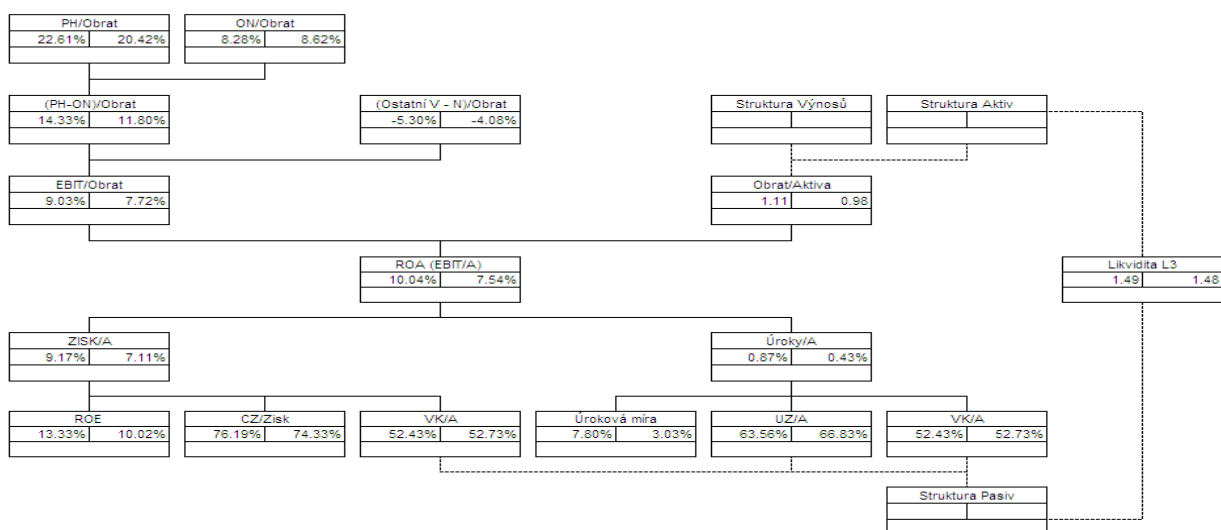 PH/Obrat ON/Obrat
22.61% 20.42% 8.28% 8.62%
(PH-ON)/Obrat (Ostatní V - N)/Obrat Struktura Výnosů Struktura Aktiv
14.33% 11.80% -5.30% -4.08%
EBIT/Obrat Obrat/Aktiva
9.03% 7.72% 1.11 0.98
ROA (EBIT/A) Likvidita L3
10.04% 7.54% 1.49 1.48
ZISK/A Úroky/A
9.17% 7.11% 0.87% 0.43%
ROE CZ/Zisk VK/A Úroková míra UZ/A VK/A
13.33% 10.02% 76.19% 74.33% 52.43% 52.73% 7.80% 3.03% 63.56% 66.83% 52.43% 52.73%
Struktura Pasiv